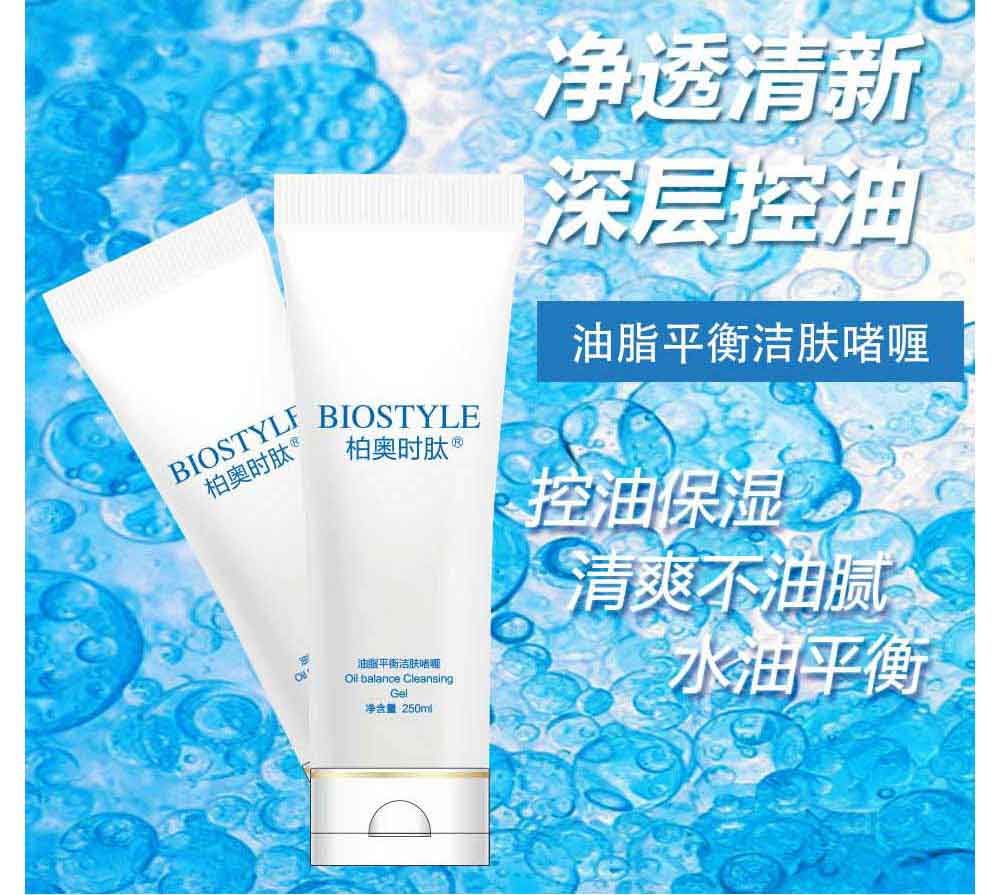 净透清新
深层控油
油脂平衡洁肤啫喱
控油保湿
清爽不油腻
水油平衡
BIOSTYLE
柏奥时肽®
BIOSTYLE
柏奥时肽®
油脂平衡洁肤啫喱
Oil balance Cleansing
Gel
净含量 250ml